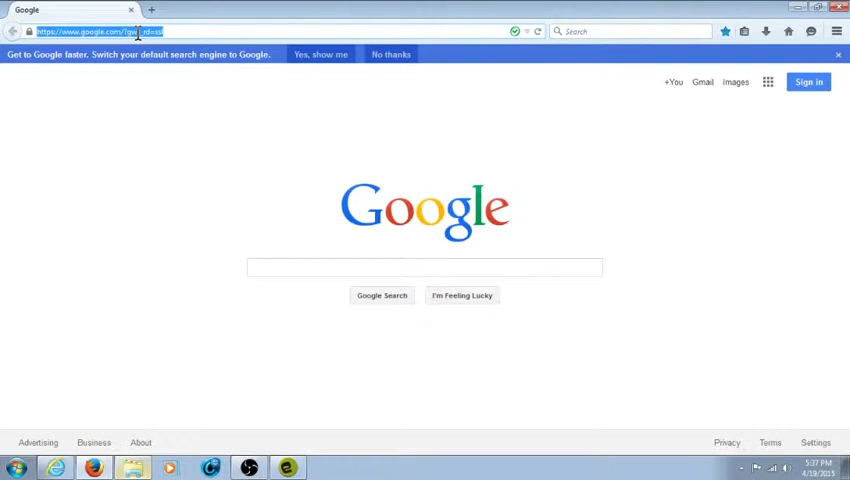 Google
https://www.google.com/?gws_rd=ssl
Search
Get to Google faster. Switch your default search engine to Google.
Yes, show me
No thanks
+You
Gmail
Images
Sign in
Google
Google Search
I'm Feeling Lucky
Advertising
Business
About
Privacy
Terms
Settings
5:37 PM
4/19/2015